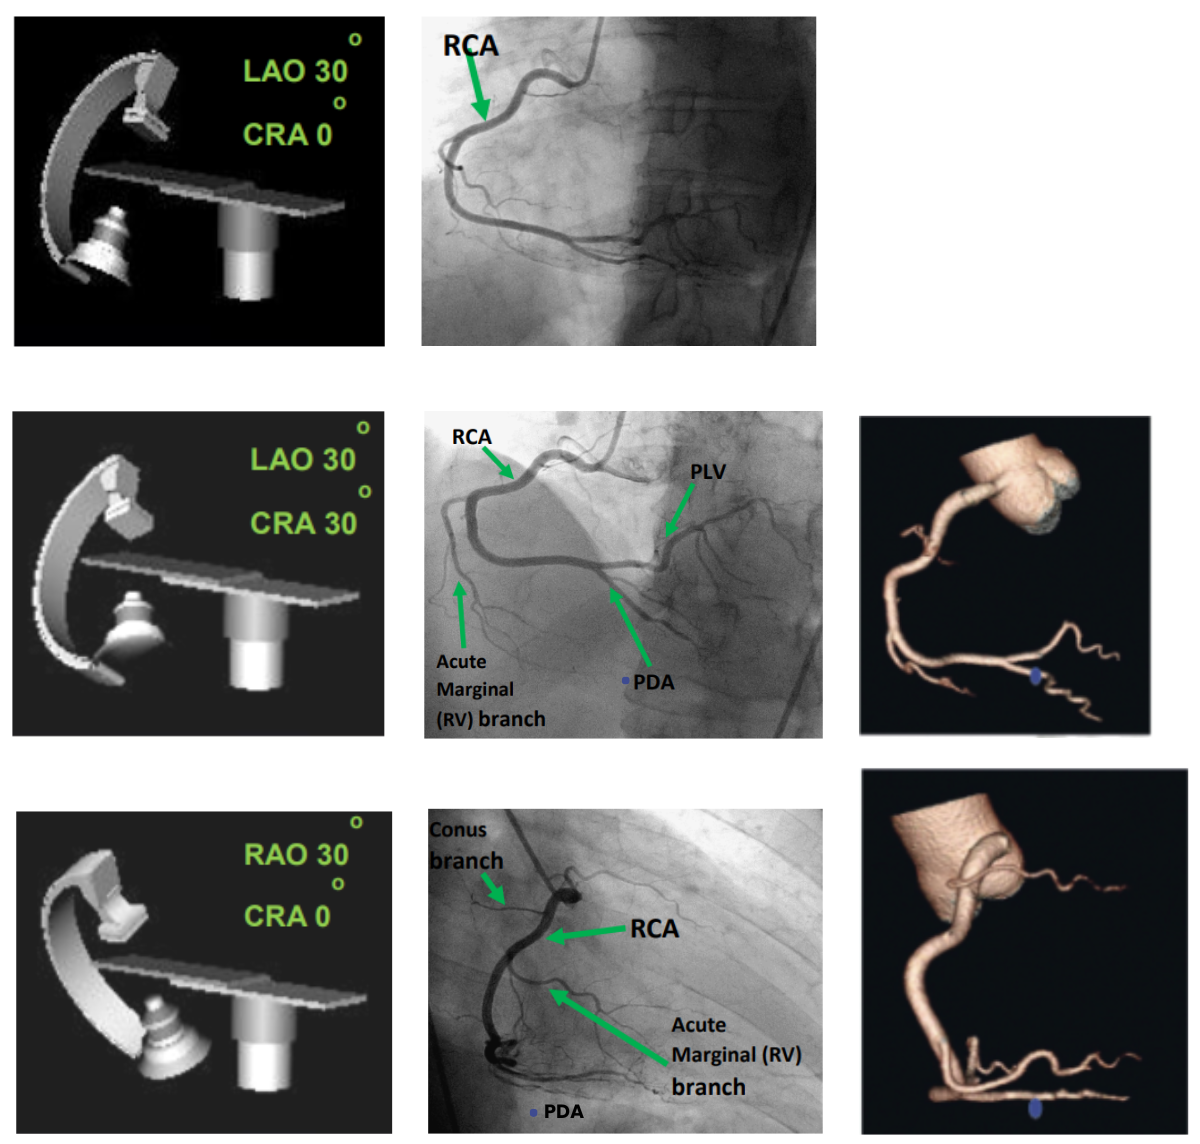 LAO 30°
CRA 0°
RCA
LAO 30°
CRA 30°
RCA
PLV
Acute
Marginal
(RV) branch
PDA
RAO 30°
CRA 0°
Conus
branch
RCA
Acute
Marginal (RV)
branch
PDA